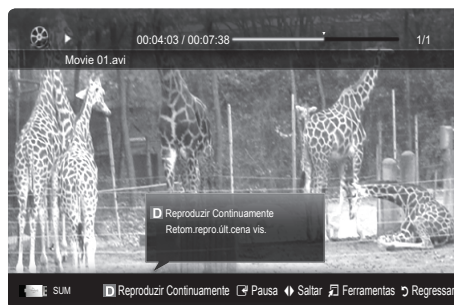 00:04:03 / 00:07:38 1/1
Movie 01.avi
D Reproduzir Continuamente
Retom.repro.últ.cena vis.
SUM D Reproduzir Continuamente Pausa Saltar Ferramentas Regressar